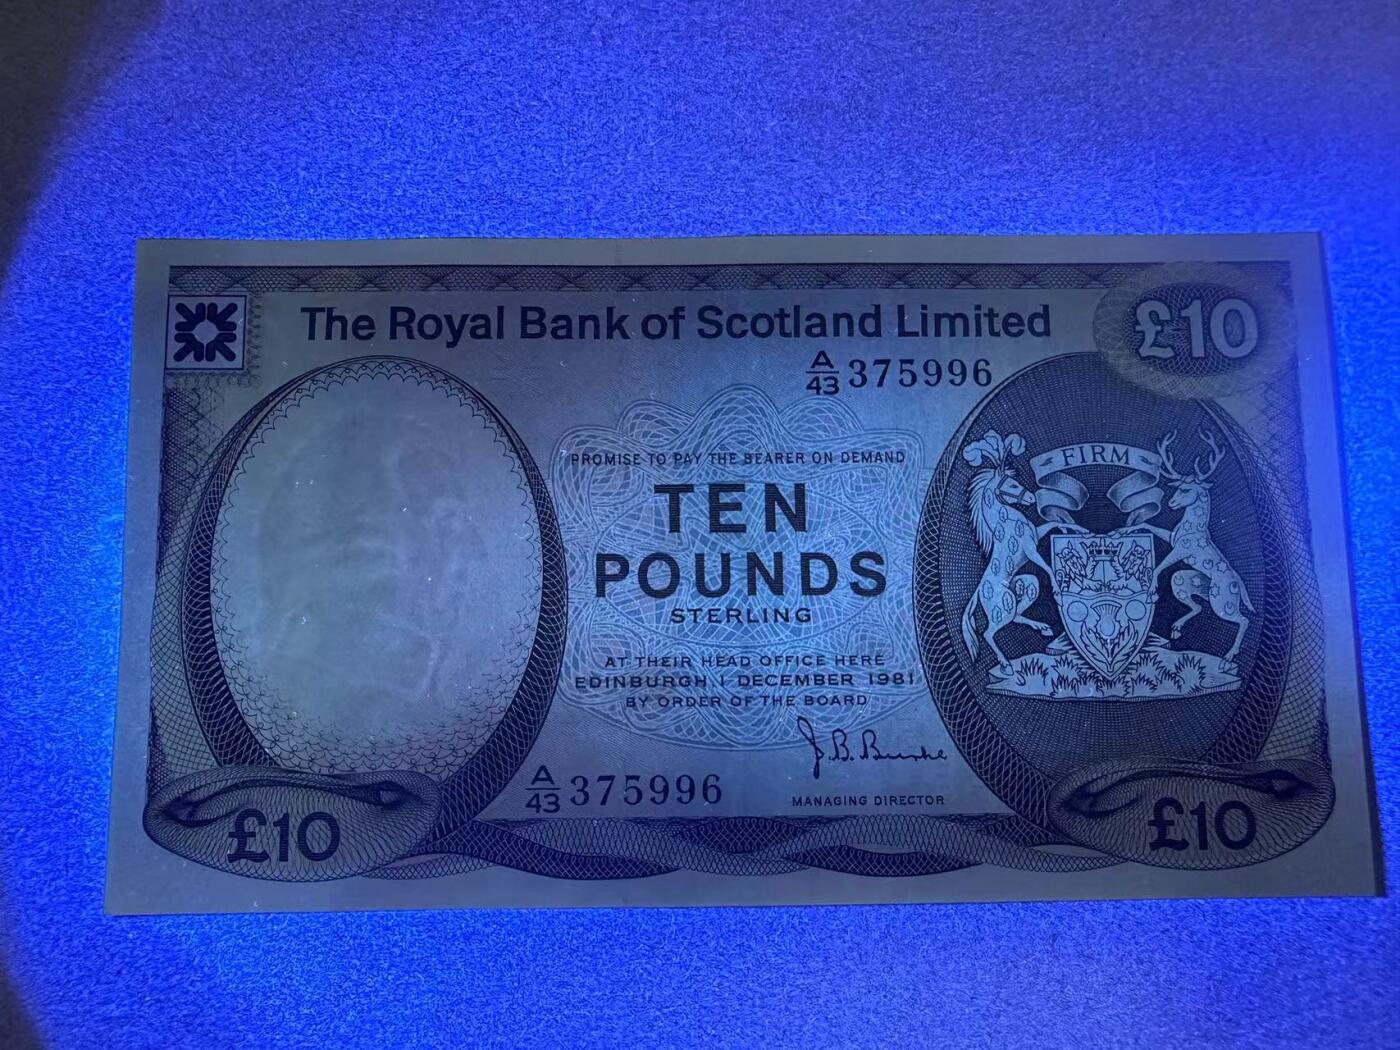 The Royal Bank of Scotland Limited
£10
A/43 375996
FIRM
PROMISE TO PAY THE BEARER ON DEMAND
TEN
POUNDS
STERLING
AT THEIR HEAD OFFICE HERE
EDINBURGH 1 DECEMBER 1981
BY ORDER OF THE BOARD
J. B. Burke
A/43 375996
MANAGING DIRECTOR
£10
£10